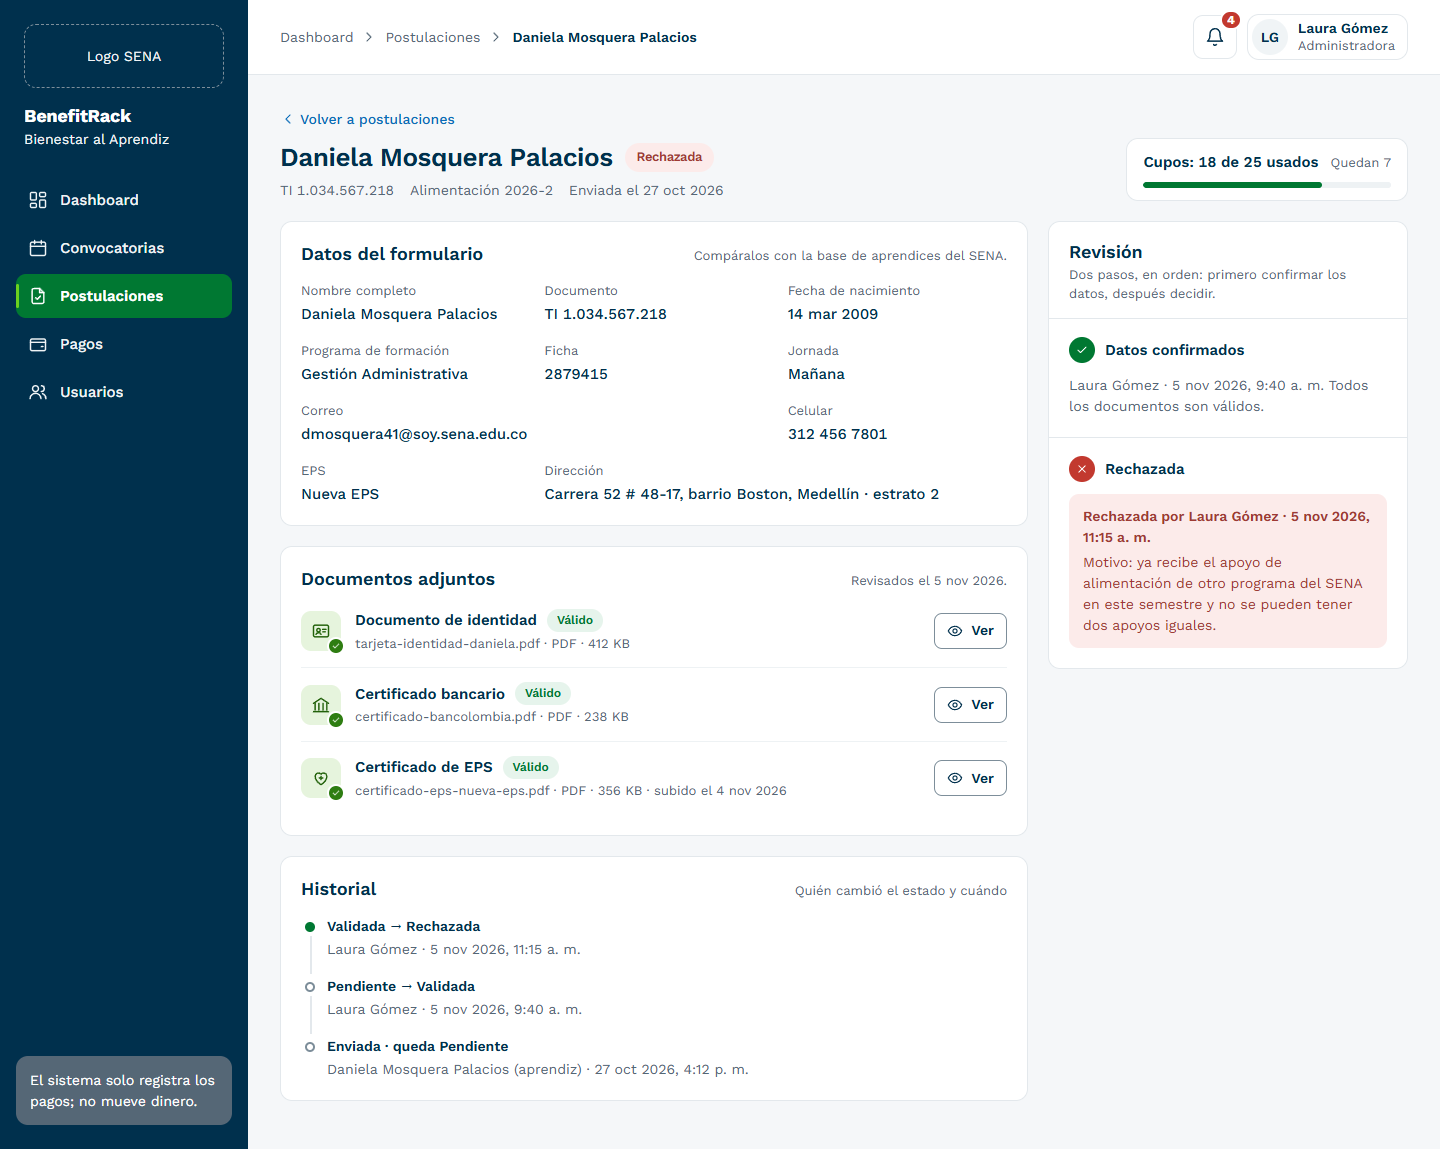 Logo SENA
BenefitRack
Bienestar al Aprendiz
Dashboard
Convocatorias
Postulaciones
Pagos
Usuarios
El sistema solo registra los
pagos; no mueve dinero.
Dashboard > Postulaciones > Daniela Mosquera Palacios
4
LG
Laura Gómez
Administradora
Volver a postulaciones
Daniela Mosquera Palacios Rechazada
TI 1.034.567.218 Alimentación 2026-2 Enviada el 27 oct 2026
Cupos: 18 de 25 usados Quedan 7
Datos del formulario Compáralos con la base de aprendices del SENA.
Nombre completo Documento Fecha de nacimiento
Daniela Mosquera Palacios TI 1.034.567.218 14 mar 2009
Programa de formación Ficha Jornada
Gestión Administrativa 2879415 Mañana
Correo Celular
dmosquera41@soy.sena.edu.co 312 456 7801
EPS Dirección
Nueva EPS Carrera 52 # 48-17, barrio Boston, Medellín · estrato 2
Documentos adjuntos Revisados el 5 nov 2026.
Documento de identidad Válido
tarjeta-identidad-daniela.pdf · PDF · 412 KB
Ver
Certificado bancario Válido
certificado-bancolombia.pdf · PDF · 238 KB
Ver
Certificado de EPS Válido
certificado-eps-nueva-eps.pdf · PDF · 356 KB · subido el 4 nov 2026
Ver
Historial Quién cambió el estado y cuándo
Validada → Rechazada
Laura Gómez · 5 nov 2026, 11:15 a. m.
Pendiente → Validada
Laura Gómez · 5 nov 2026, 9:40 a. m.
Enviada · queda Pendiente
Daniela Mosquera Palacios (aprendiz) · 27 oct 2026, 4:12 p. m.
Revisión
Dos pasos, en orden: primero confirmar los
datos, después decidir.
Datos confirmados
Laura Gómez · 5 nov 2026, 9:40 a. m. Todos
los documentos son válidos.
Rechazada
Rechazada por Laura Gómez · 5 nov 2026,
11:15 a. m.
Motivo: ya recibe el apoyo de
alimentación de otro programa del SENA
en este semestre y no se pueden tener
dos apoyos iguales.